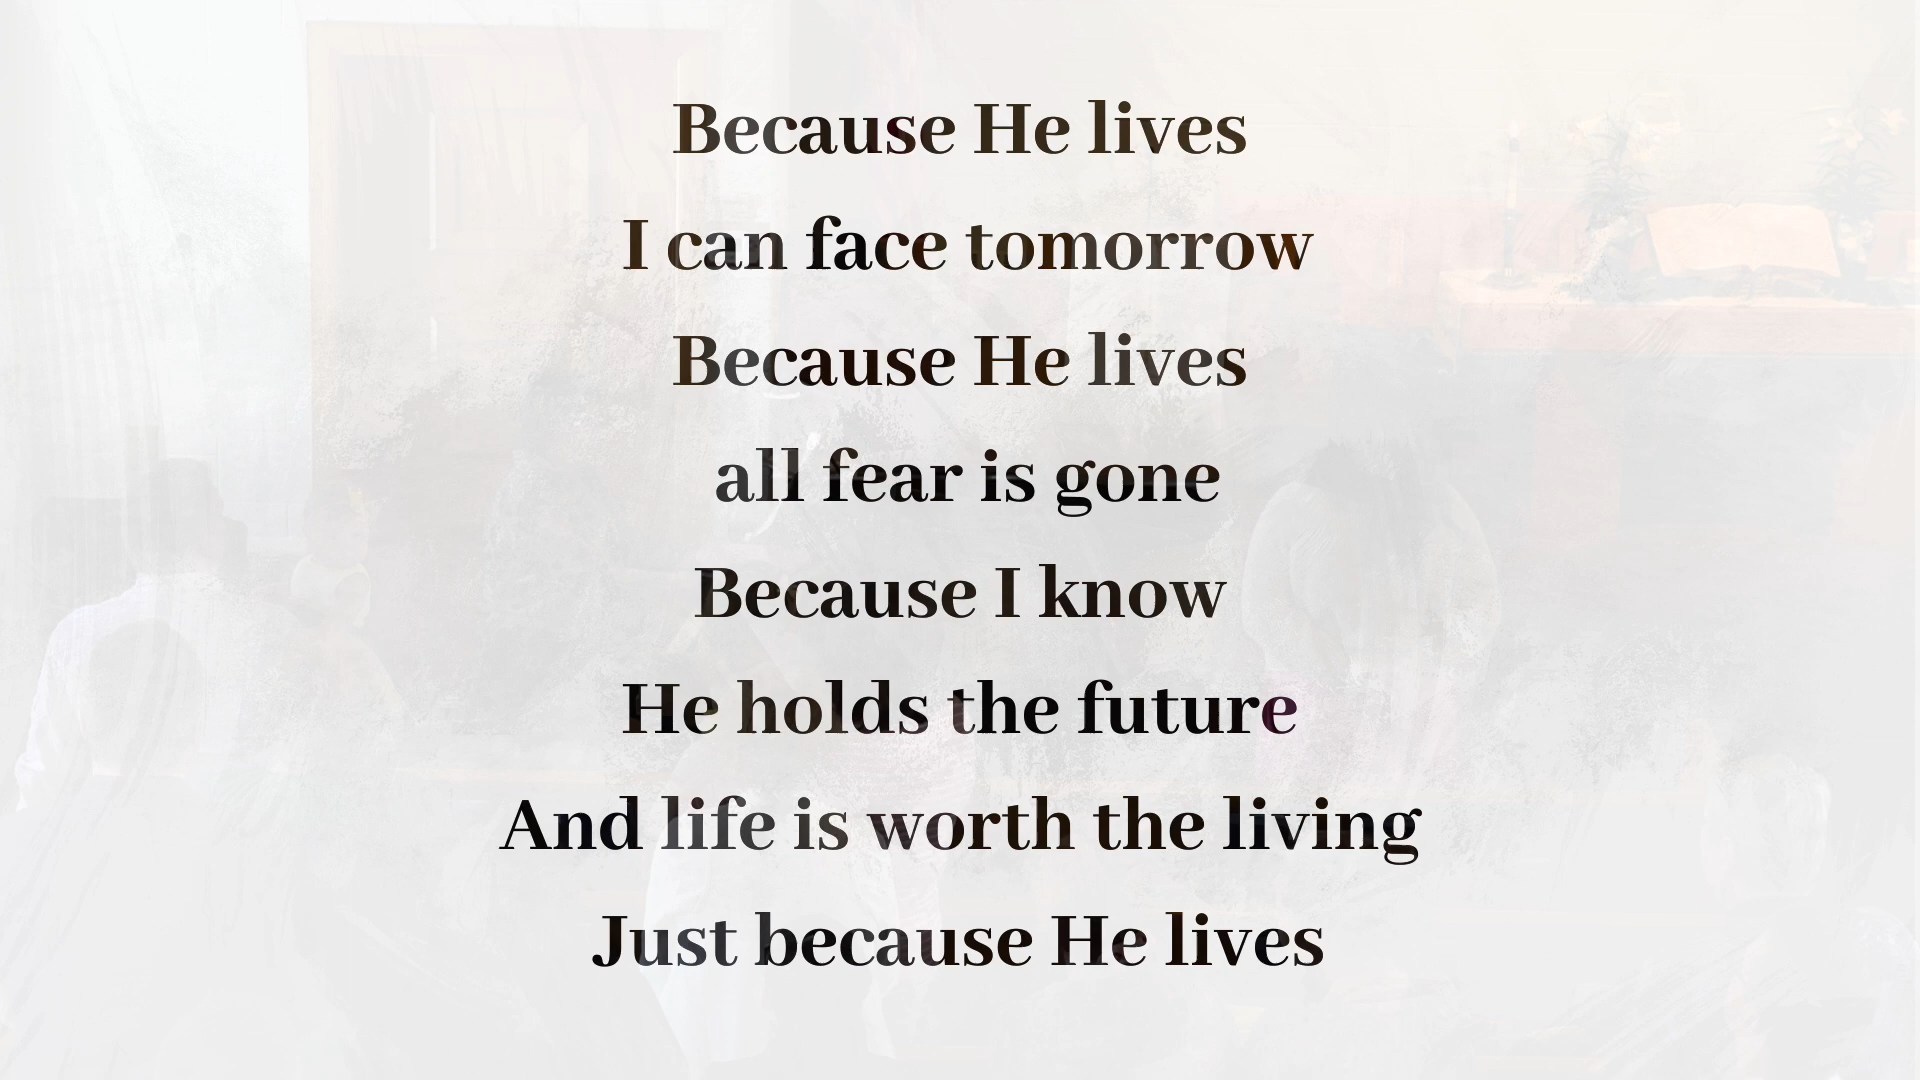 Because He lives
I can face tomorrow
Because He lives
all fear is gone
Because I know
He holds the future
And life is worth the living
Just because He lives